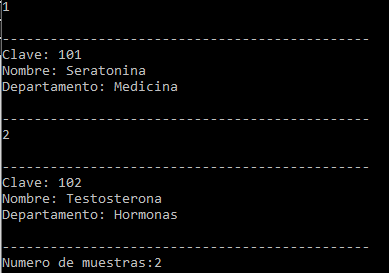 1
----------------------------------------------
Clave: 101
Nombre: Seratonina
Departamento: Medicina
----------------------------------------------
2
----------------------------------------------
Clave: 102
Nombre: Testosterona
Departamento: Hormonas
----------------------------------------------
Numero de muestras:2